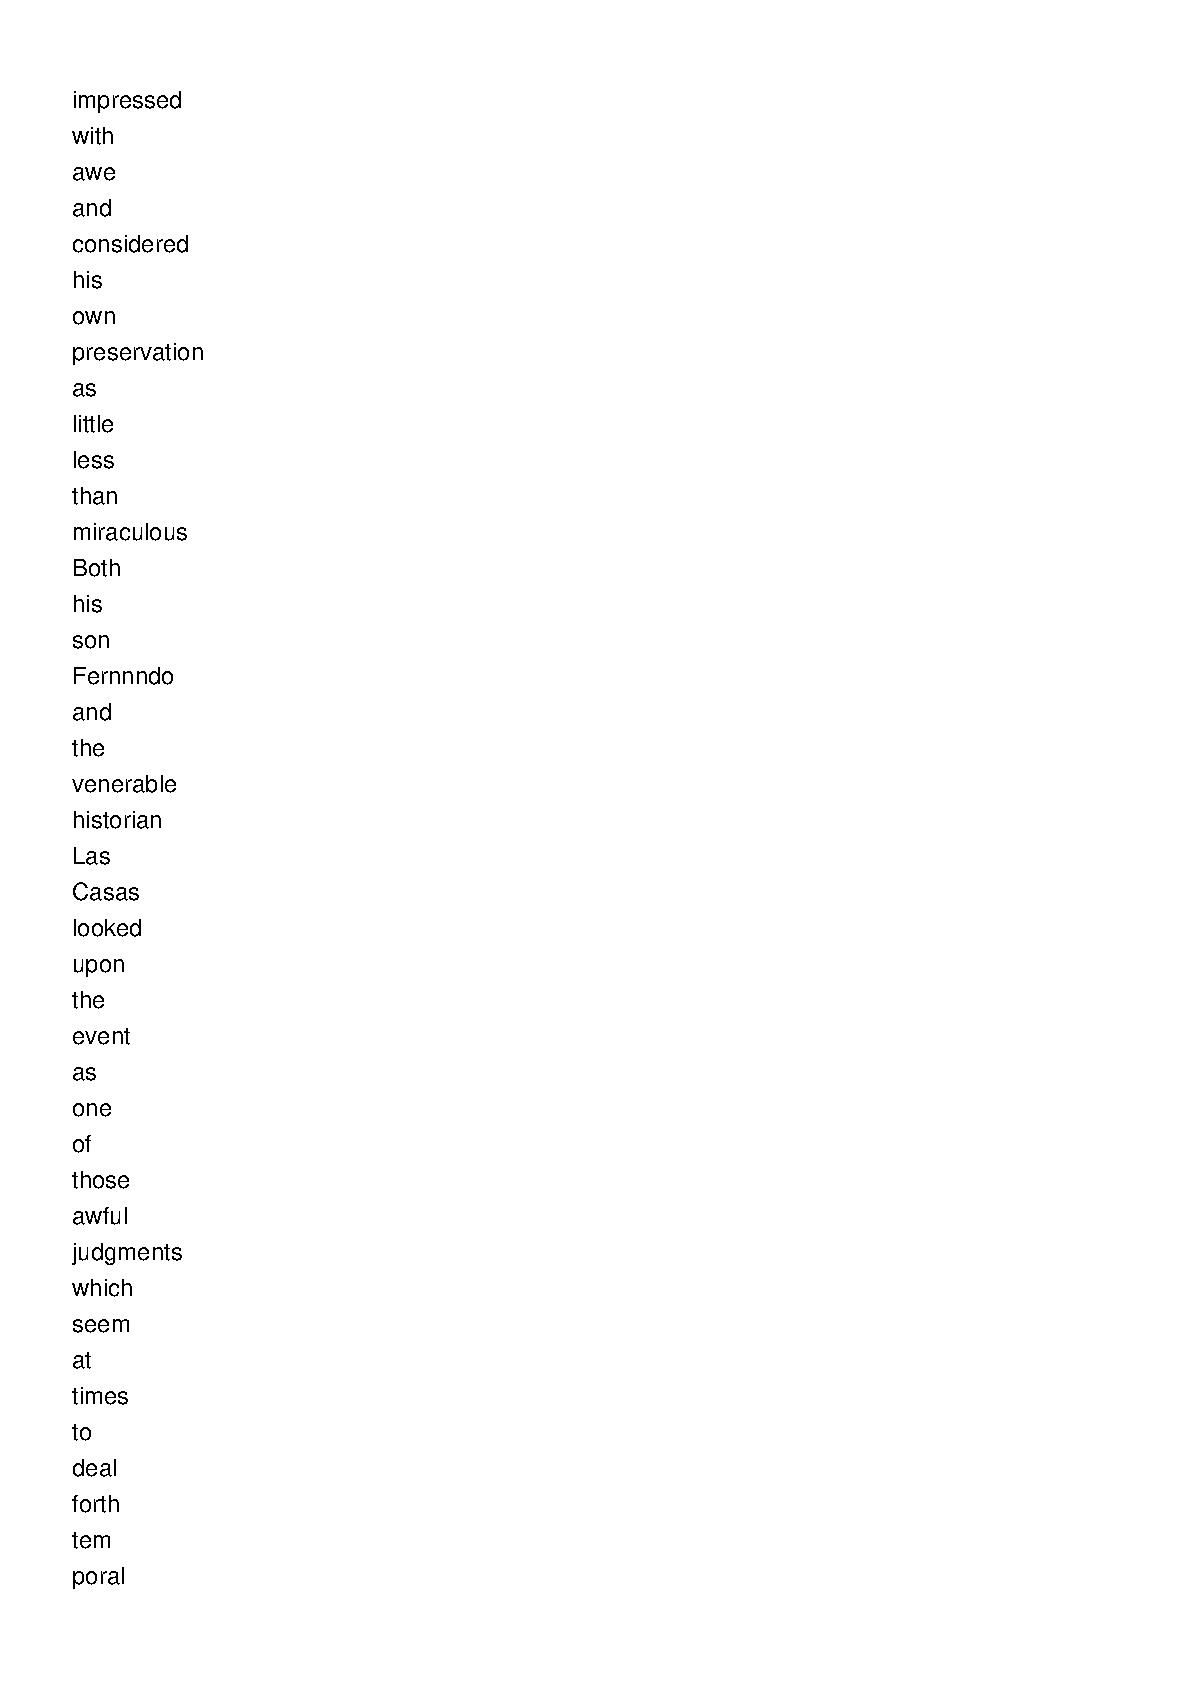 impressed
with
awe
and
considered
his
own
preservation
as
little
less
than
miraculous
Both
his
son
Fernnndo
and
the
venerable
historian
Las
Casas
looked
upon
the
event
as
one
of
those
awful
judgments
which
seem
at
times
to
deal
forth
tem
poral